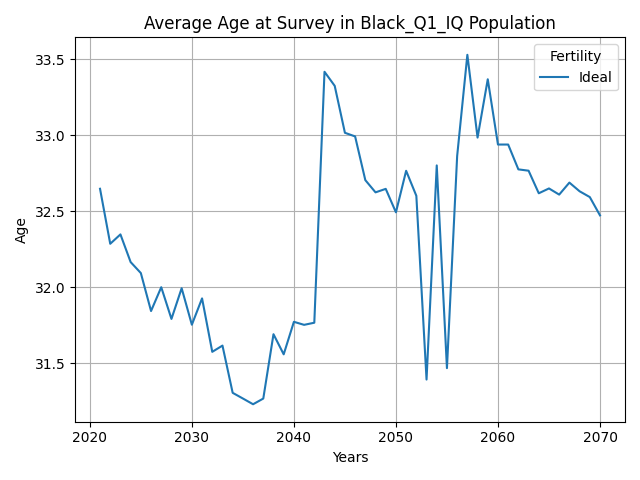 Average Age at Survey in Black_Q1_IQ Population
Fertility
Ideal
33.5
33.0
32.5
32.0
31.5
Age
2020 2030 2040 2050 2060 2070
Years